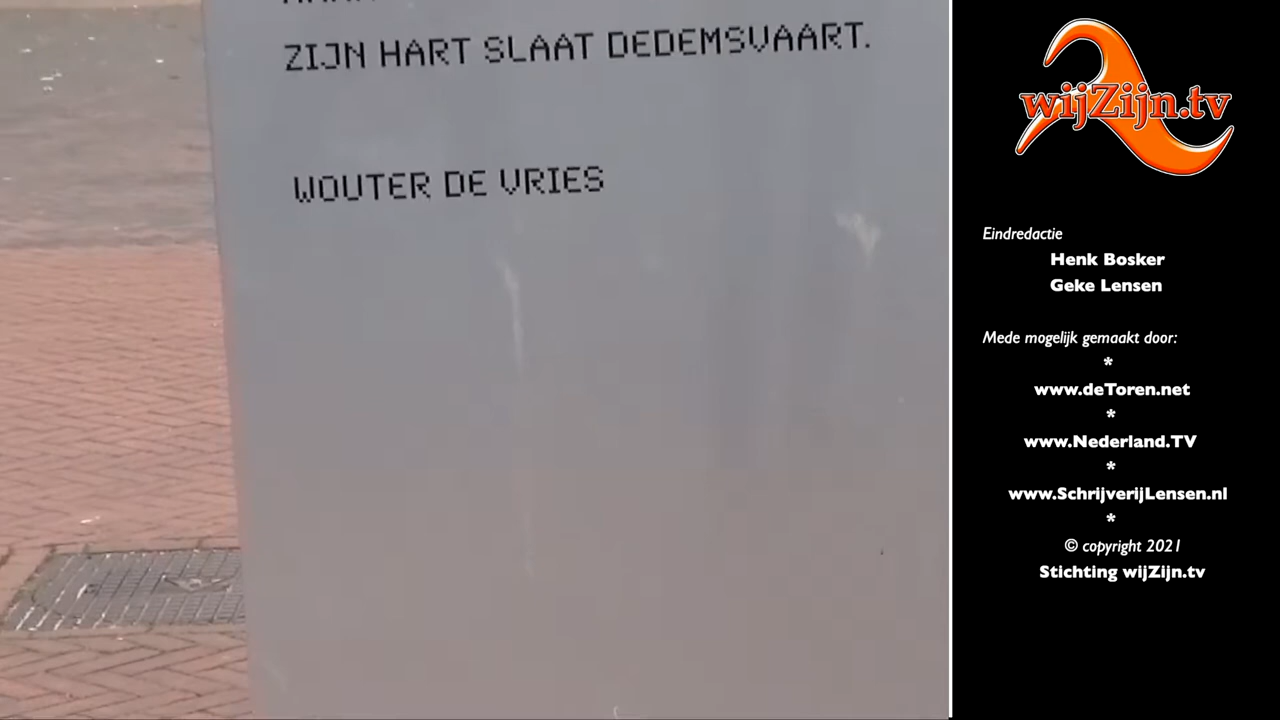 ZIJN HART SLAAT DEDEMSVAART.
WOUTER DE VRIES
wijZijn.tv
Eindredactie
Henk Bosker
Geke Lensen
Mede mogelijk gemaakt door:
*
www.deToren.net
*
www.Nederland.TV
*
www.SchrijverijLensen.nl
*
© copyright 2021
Stichting wijZijn.tv